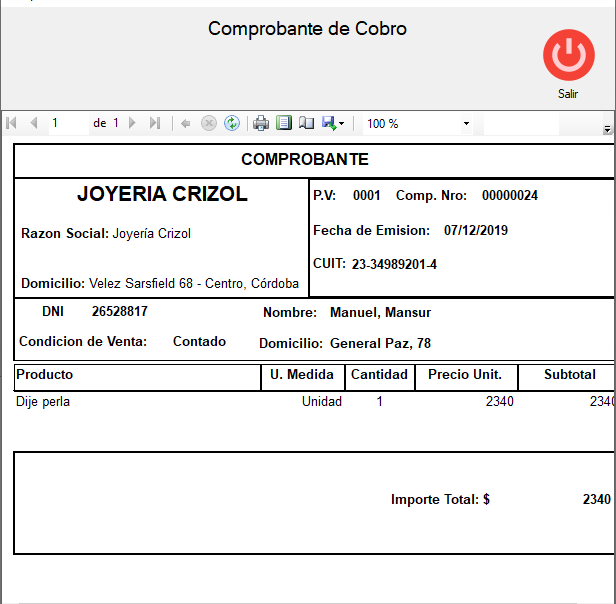 Comprobante de Cobro
Salir
1 de 1 100 %
COMPROBANTE
JOYERIA CRIZOL
P.V: 0001 Comp. Nro: 00000024
Razon Social: Joyería Crizol
Fecha de Emision: 07/12/2019
CUIT: 23-34989201-4
Domicilio: Velez Sarsfield 68 - Centro, Córdoba
DNI 26528817 Nombre: Manuel, Mansur
Condicion de Venta: Contado Domicilio: General Paz, 78
Producto U. Medida Cantidad Precio Unit. Subtotal
Dije perla Unidad 1 2340 2340
Importe Total: $ 2340